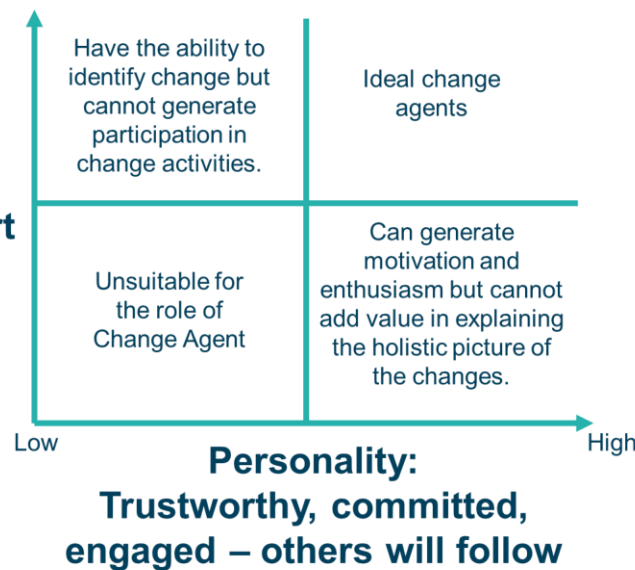 Have the ability to
identify change but
cannot generate
participation in
change activities.
Ideal change
agents
Unsuitable for
the role of
Change Agent
Can generate
motivation and
enthusiasm but cannot
add value in explaining
the holistic picture of
the changes.
Low
High
Personality:
Trustworthy, committed,
engaged – others will follow